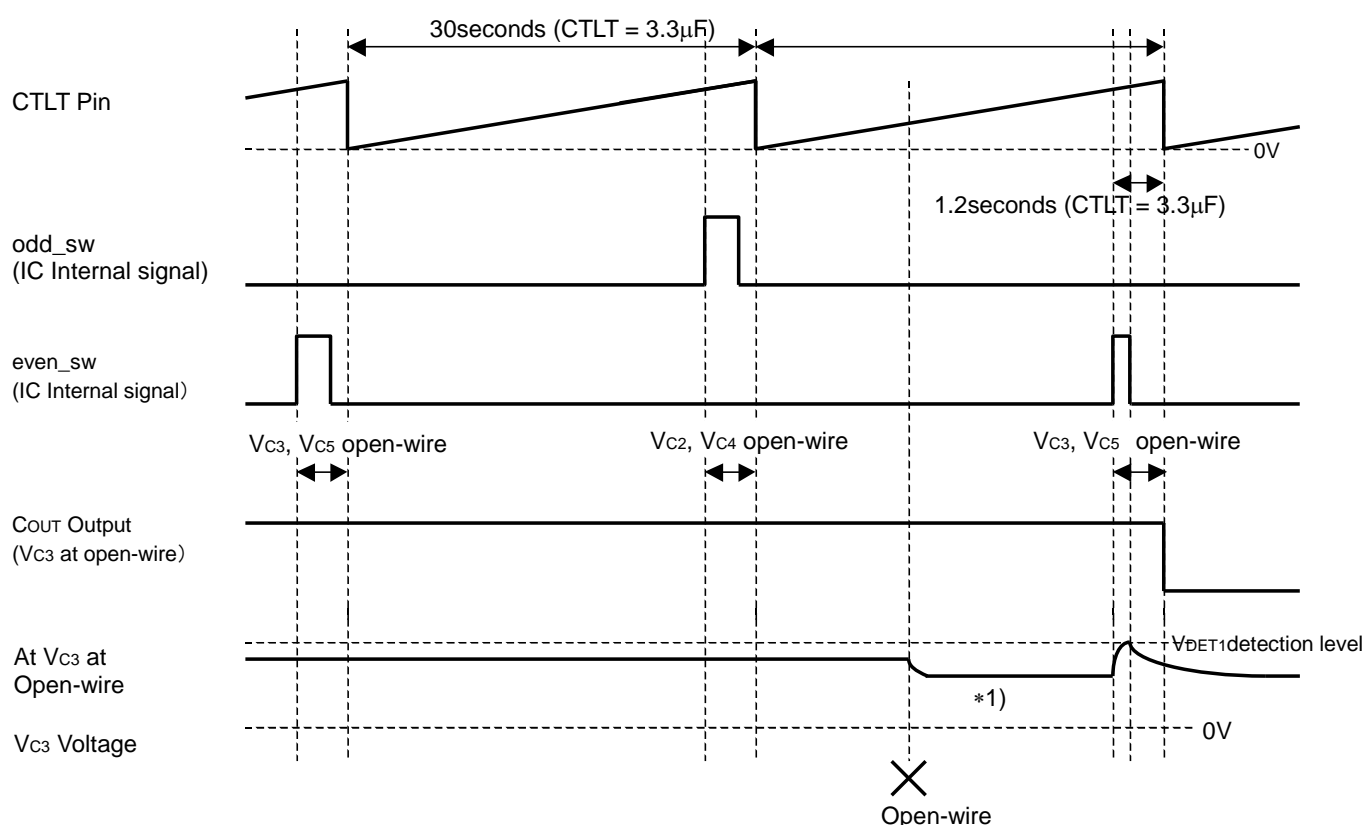 30seconds (CTLT = 3.3μF)
CTLT Pin
0V
1.2seconds (CTLT = 3.3μF)
odd_sw
(IC Internal signal)
even_sw
(IC Internal signal）
VC3, VC5 open-wire
VC2, VC4 open-wire
VC3, VC5 open-wire
COUT Output
(VC3 at open-wire）
VDET1detection level
At VC3 at
Open-wire
*1)
0V
VC3 Voltage
Open-wire